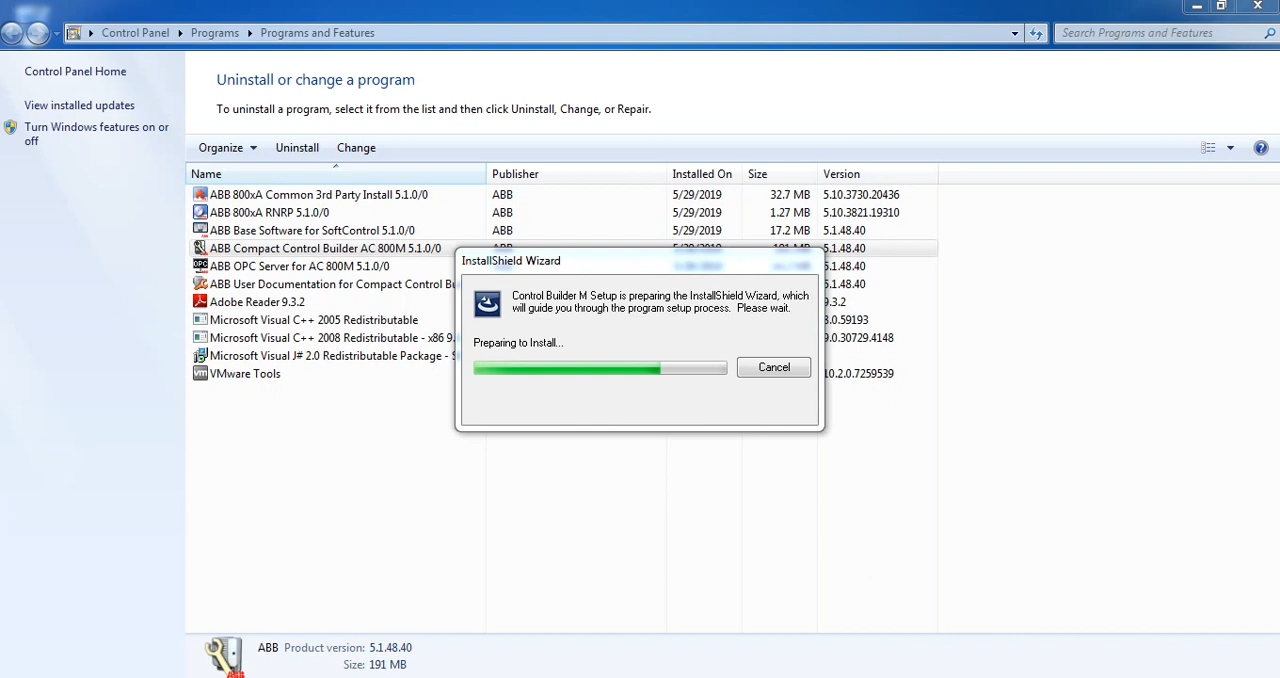 Control Panel Programs Programs and Features Search Programs and Features
Control Panel Home
View installed updates
Turn Windows features on or
off
Uninstall or change a program
To uninstall a program, select it from the list and then click Uninstall, Change, or Repair.
Organize Uninstall Change
Name Publisher Installed On Size Version
ABB 800xA Common 3rd Party Install 5.1.0/0 ABB 5/29/2019 32.7 MB 5.10.3730.20436
ABB 800xA RNRP 5.1.0/0 ABB 5/29/2019 1.27 MB 5.10.3821.19310
ABB Base Software for SoftControl 5.1.0/0 ABB 5/29/2019 17.2 MB 5.1.48.40
ABB Compact Control Builder AC 800M 5.1.0/0 ABB 5/29/2019 191 MB 5.1.48.40
ABB OPC Server for AC 800M 5.1.0/0 5.1.48.40
ABB User Documentation for Compact Control Bu 5.1.48.40
Adobe Reader 9.3.2 9.3.2
Microsoft Visual C++ 2005 Redistributable 8.0.59193
Microsoft Visual C++ 2008 Redistributable - x86 9. 9.0.30729.4148
Microsoft Visual J# 2.0 Redistributable Package - S
VMware Tools 10.2.0.7259539
InstallShield Wizard
Control Builder M Setup is preparing the InstallShield Wizard, which
will guide you through the program setup process. Please wait.
Preparing to Install...
Cancel
ABB Product version: 5.1.48.40
Size: 191 MB